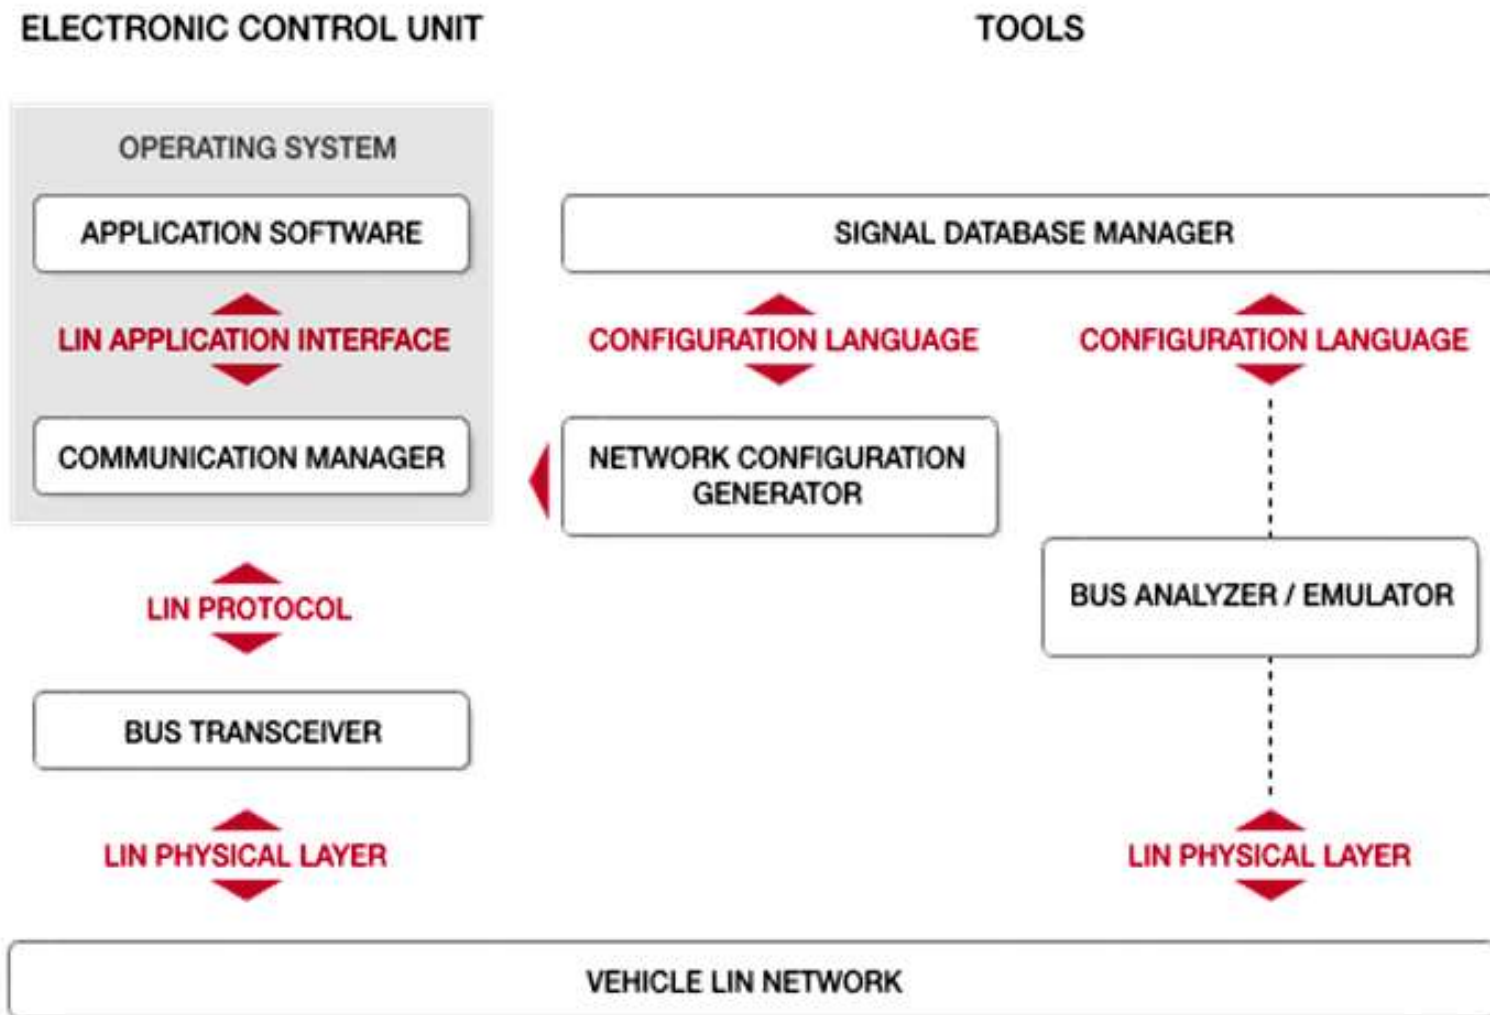 ELECTRONIC CONTROL UNIT
TOOLS
OPERATING SYSTEM
APPLICATION SOFTWARE
SIGNAL DATABASE MANAGER
LIN APPLICATION INTERFACE
CONFIGURATION LANGUAGE
CONFIGURATION LANGUAGE
COMMUNICATION MANAGER
NETWORK CONFIGURATION
GENERATOR
BUS ANALYZER / EMULATOR
LIN PROTOCOL
BUS TRANSCEIVER
LIN PHYSICAL LAYER
LIN PHYSICAL LAYER
VEHICLE LIN NETWORK